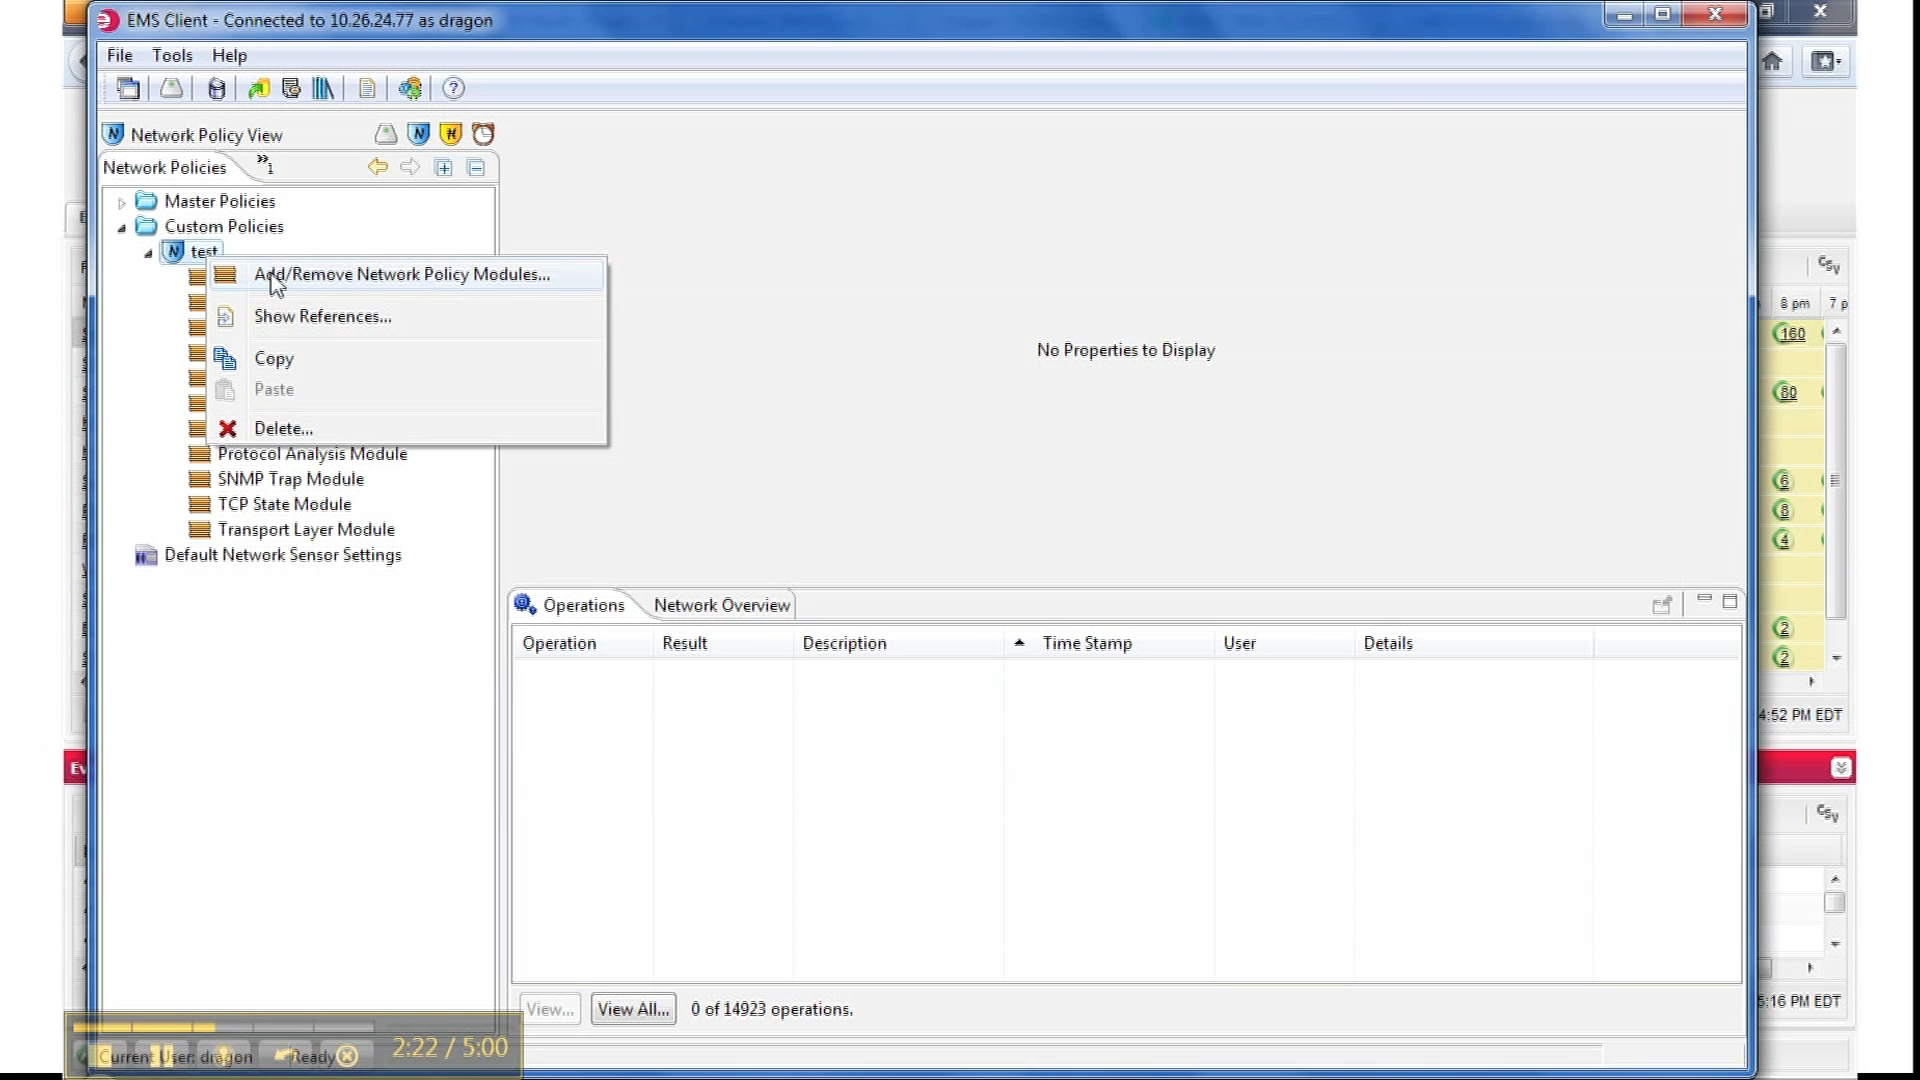 EMS Client - Connected to 10.26.24.77 as dragon
File Tools Help
Network Policy View
Network Policies
1
Master Policies
Custom Policies
test
Add/Remove Network Policy Modules...
Show References...
Copy
Paste
Delete...
Protocol Analysis Module
SNMP Trap Module
TCP State Module
Transport Layer Module
Default Network Sensor Settings
No Properties to Display
Operations Network Overview
Operation Result Description Time Stamp User Details
View... View All... 0 of 14923 operations.
Current User: dragon Ready
2:22 / 5:00
CSV
8 pm 7 p
160
80
6
8
4
2
2
4:52 PM EDT
Ev
CSV
5:16 PM EDT